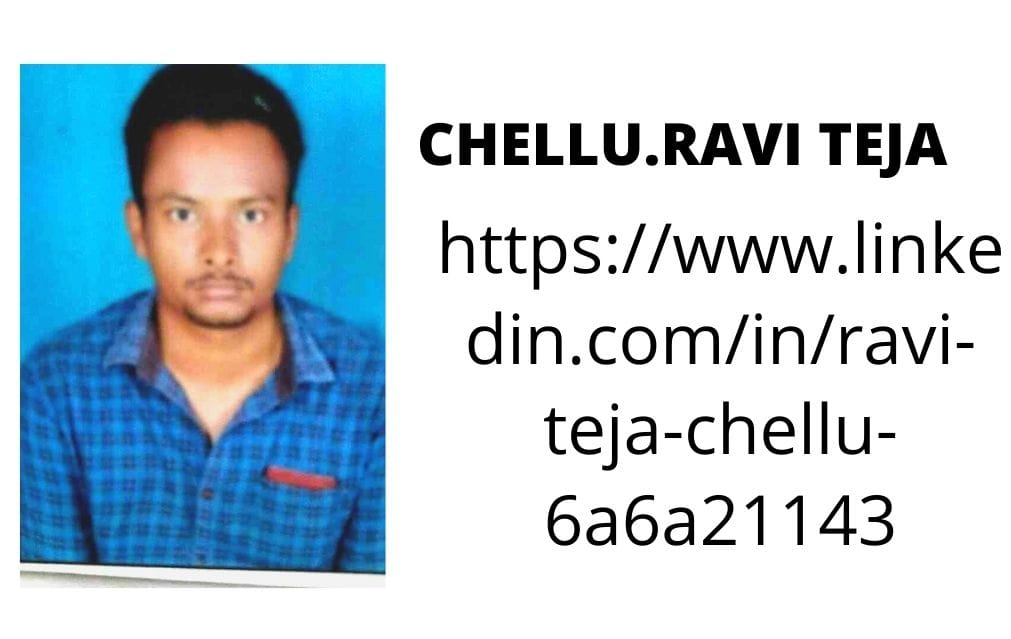 CHELLU.RAVI TEJA
https://www.linke
din.com/in/ravi-
teja-chellu-
6a6a21143